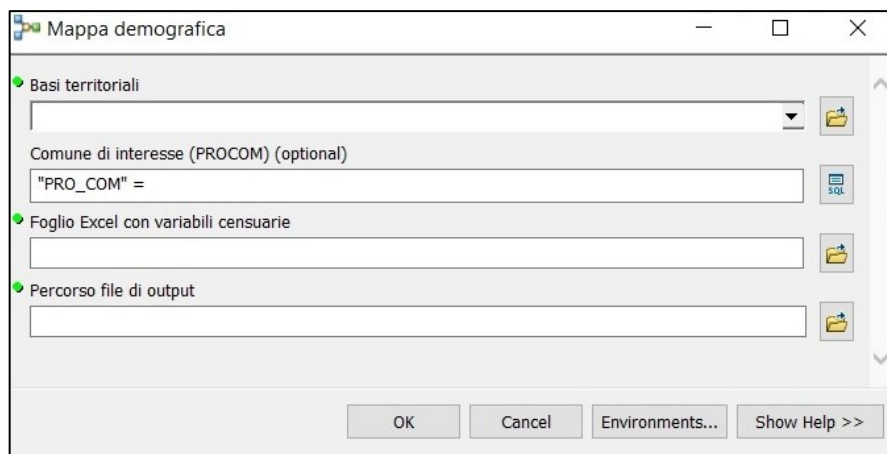 Mappa demografica
Basi territoriali
Comune di interesse (PROCOM) (optional)
"PRO_COM" =
SQL
Foglio Excel con variabili censuarie
Percorso file di output
OK Cancel Environments... Show Help >>